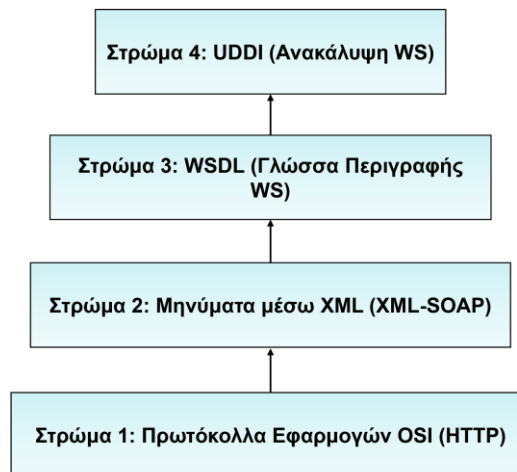 Στρώμα 4: UDDI (Ανακάλυψη WS)
Στρώμα 3: WSDL (Γλώσσα Περιγραφής
WS)
Στρώμα 2: Μηνύματα μέσω XML (XML-SOAP)
Στρώμα 1: Πρωτόκολλα Εφαρμογών OSI (HTTP)